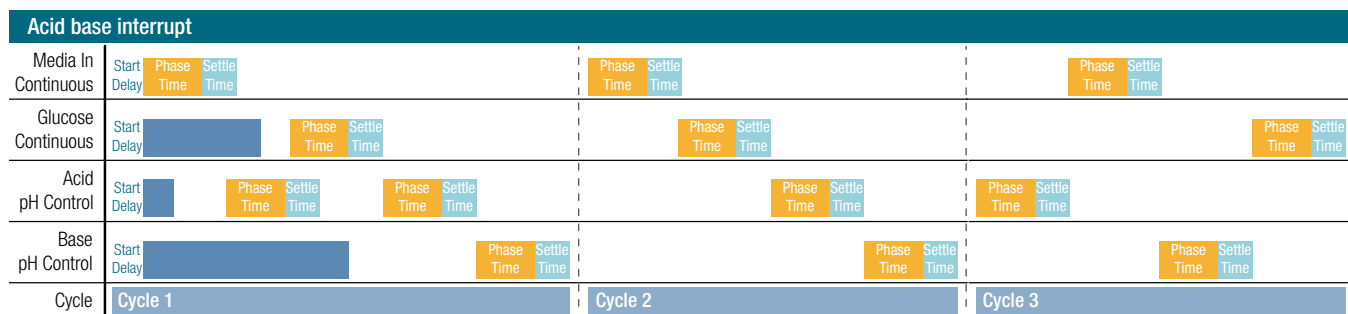 Acid base interrupt
Media In
Continuous
Start
Delay
Phase
Time
Settle
Time
Phase
Time
Settle
Time
Phase
Time
Settle
Time
Glucose
Continuous
Start
Delay
Phase
Time
Settle
Time
Phase
Time
Settle
Time
Phase
Time
Settle
Time
Acid
pH Control
Start
Delay
Phase
Time
Settle
Time
Phase
Time
Settle
Time
Phase
Time
Settle
Time
Phase
Time
Settle
Time
Base
pH Control
Start
Delay
Phase
Time
Settle
Time
Phase
Time
Settle
Time
Phase
Time
Settle
Time
Cycle
Cycle 1
Cycle 2
Cycle 3